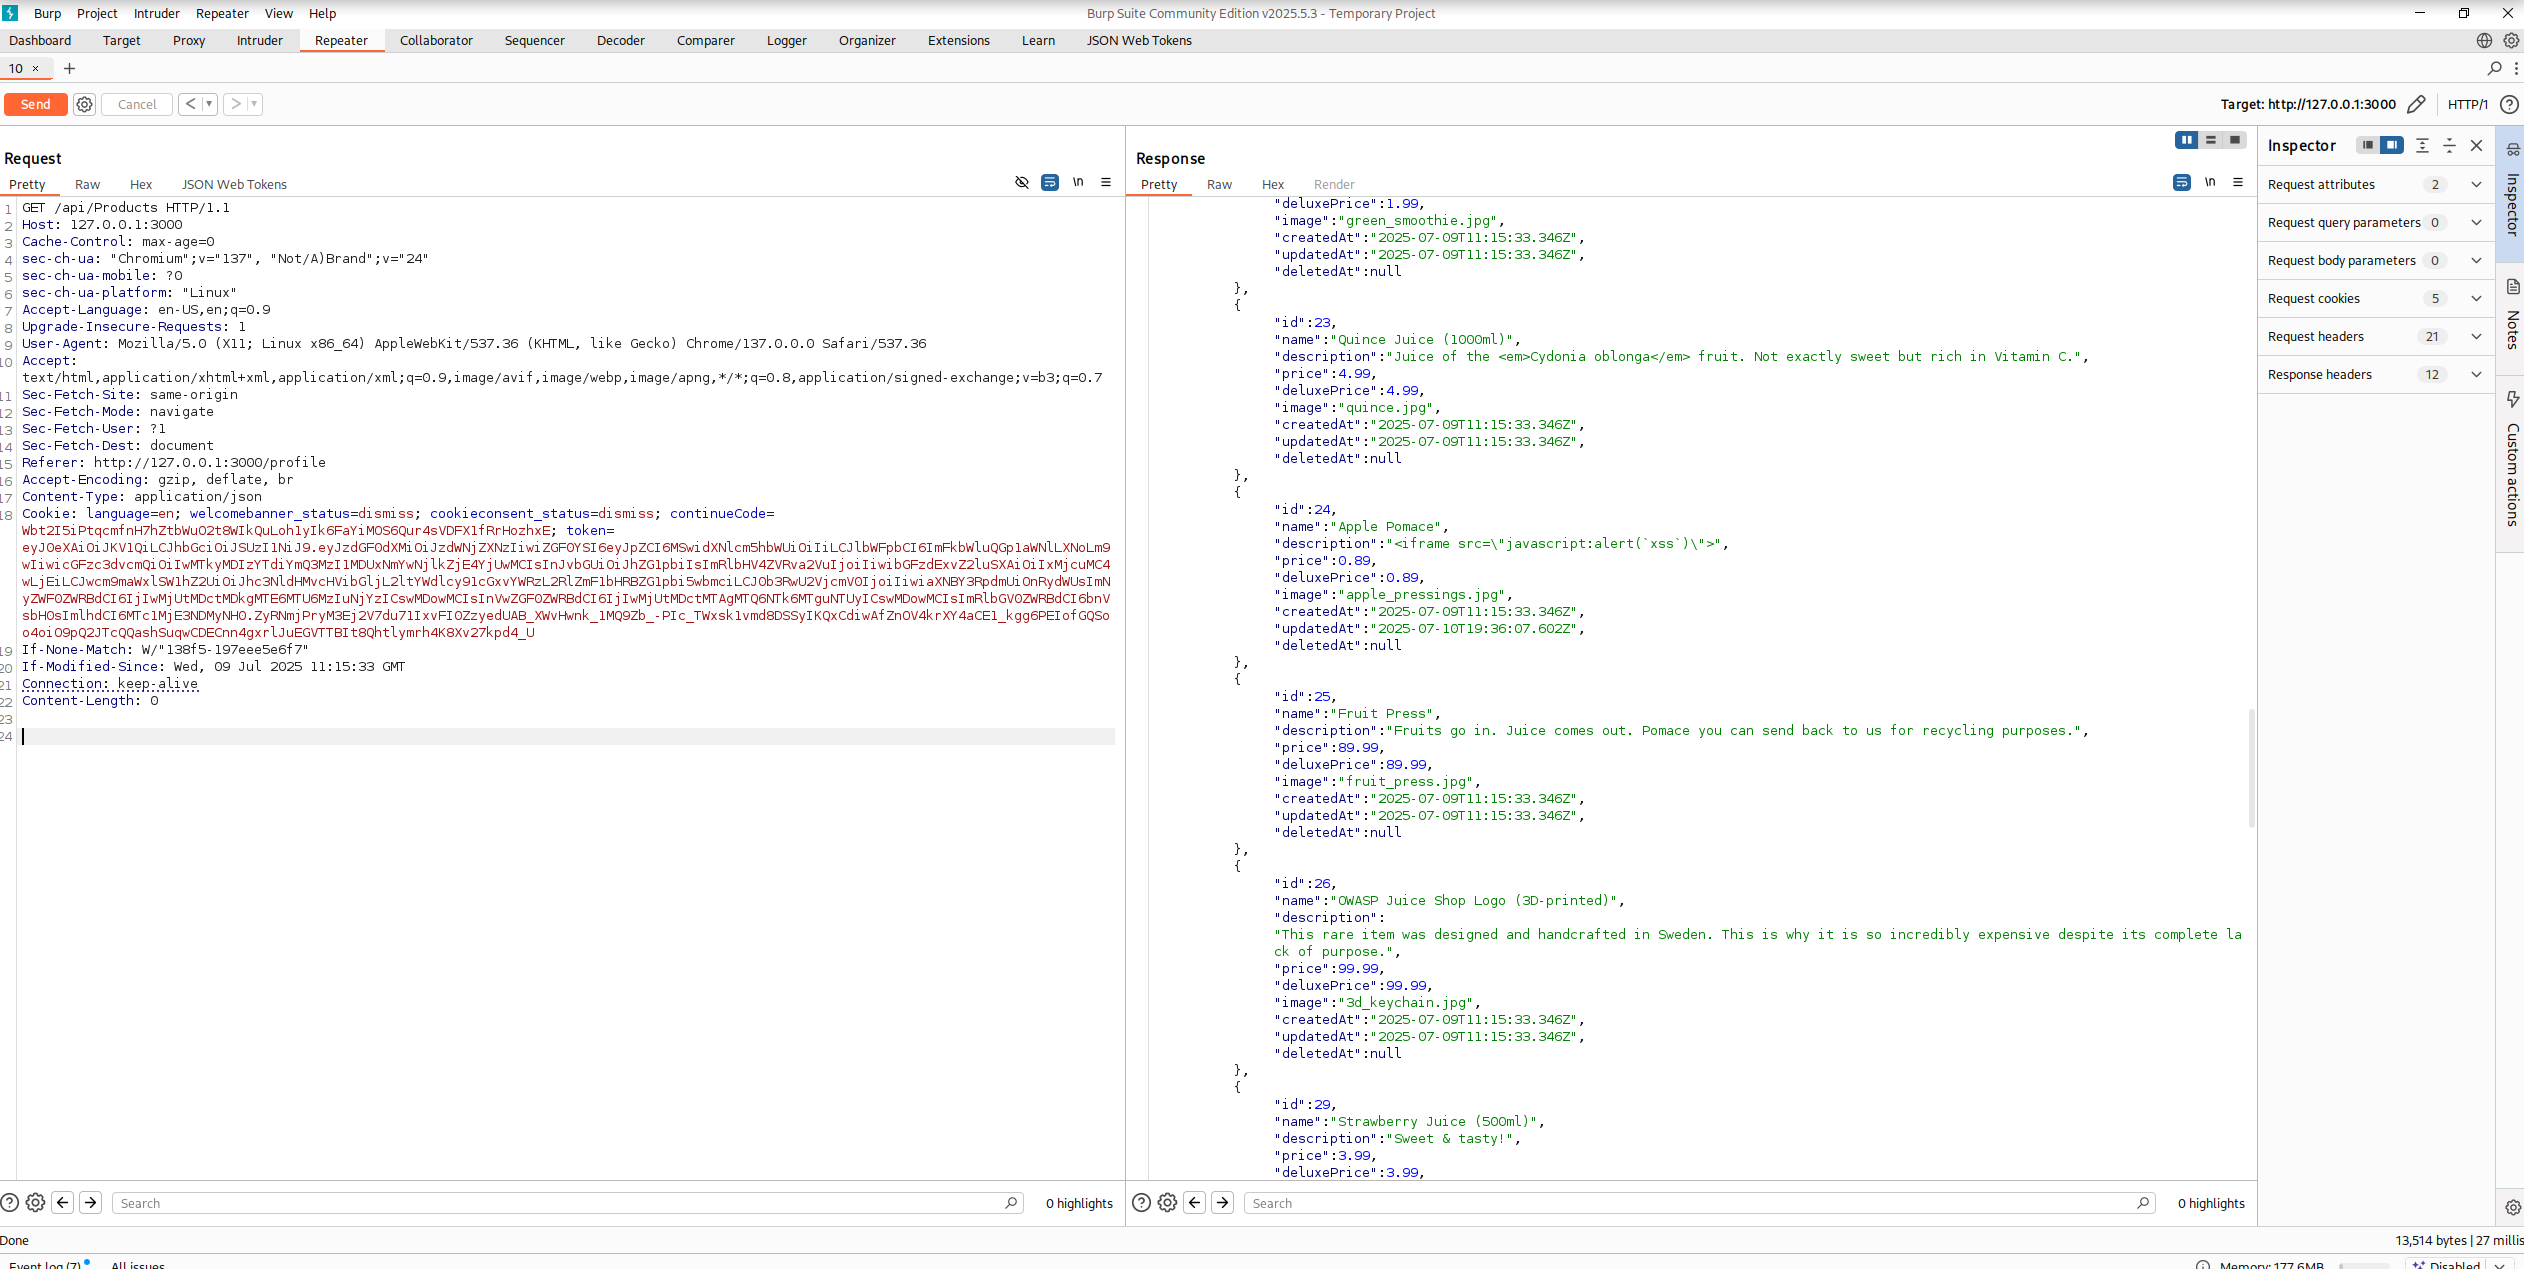 Burp Project Intruder Repeater View Help
Burp Suite Community Edition v2025.5.3 - Temporary Project
Dashboard Target Proxy Intruder Repeater Collaborator Sequencer Decoder Comparer Logger Organizer Extensions Learn JSON Web Tokens
10 × +
Send Cancel < >
Target: http://127.0.0.1:3000 HTTP/1
Request
Pretty Raw Hex JSON Web Tokens
\n
1 GET /api/Products HTTP/1.1
2 Host: 127.0.0.1:3000
3 Cache-Control: max-age=0
4 sec-ch-ua: "Chromium";v="137", "Not/A)Brand";v="24"
5 sec-ch-ua-mobile: ?0
6 sec-ch-ua-platform: "Linux"
7 Accept-Language: en-US,en;q=0.9
8 Upgrade-Insecure-Requests: 1
9 User-Agent: Mozilla/5.0 (X11; Linux x86_64) AppleWebKit/537.36 (KHTML, like Gecko) Chrome/137.0.0.0 Safari/537.36
10 Accept:
text/html,application/xhtml+xml,application/xml;q=0.9,image/avif,image/webp,image/apng,*/*;q=0.8,application/signed-exchange;v=b3;q=0.7
11 Sec-Fetch-Site: same-origin
12 Sec-Fetch-Mode: navigate
13 Sec-Fetch-User: ?1
14 Sec-Fetch-Dest: document
15 Referer: http://127.0.0.1:3000/profile
16 Accept-Encoding: gzip, deflate, br
17 Content-Type: application/json
18 Cookie: language=en; welcomebanner_status=dismiss; cookieconsent_status=dismiss; continueCode=
token=
19 If-None-Match: W/"138f5-197eee5e6f7"
20 If-Modified-Since: Wed, 09 Jul 2025 11:15:33 GMT
21 Connection: keep-alive
22 Content-Length: 0
23
24
Search 0 highlights
Response
Pretty Raw Hex Render
\n
"deluxePrice":1.99,
"image":"green_smoothie.jpg",
"createdAt":"2025-07-09T11:15:33.346Z",
"updatedAt":"2025-07-09T11:15:33.346Z",
"deletedAt":null
},
{
"id":23,
"name":"Quince Juice (1000ml)",
"description":"Juice of the <em>Cydonia oblonga</em> fruit. Not exactly sweet but rich in Vitamin C.",
"price":4.99,
"deluxePrice":4.99,
"image":"quince.jpg",
"createdAt":"2025-07-09T11:15:33.346Z",
"updatedAt":"2025-07-09T11:15:33.346Z",
"deletedAt":null
},
{
"id":24,
"name":"Apple Pomace",
"description":"<iframe src=\"javascript:alert(`xss`)\">",
"price":0.89,
"deluxePrice":0.89,
"image":"apple_pressings.jpg",
"createdAt":"2025-07-09T11:15:33.346Z",
"updatedAt":"2025-07-10T19:36:07.602Z",
"deletedAt":null
},
{
"id":25,
"name":"Fruit Press",
"description":"Fruits go in. Juice comes out. Pomace you can send back to us for recycling purposes.",
"price":89.99,
"deluxePrice":89.99,
"image":"fruit_press.jpg",
"createdAt":"2025-07-09T11:15:33.346Z",
"updatedAt":"2025-07-09T11:15:33.346Z",
"deletedAt":null
},
{
"id":26,
"name":"OWASP Juice Shop Logo (3D-printed)",
"description":
"This rare item was designed and handcrafted in Sweden. This is why it is so incredibly expensive despite its complete la
ck of purpose.",
"price":99.99,
"deluxePrice":99.99,
"image":"3d_keychain.jpg",
"createdAt":"2025-07-09T11:15:33.346Z",
"updatedAt":"2025-07-09T11:15:33.346Z",
"deletedAt":null
},
{
"id":29,
"name":"Strawberry Juice (500ml)",
"description":"Sweet & tasty!",
"price":3.99,
"deluxePrice":3.99,
Search 0 highlights
Inspector
Request attributes 2
Request query parameters 0
Request body parameters 0
Request cookies 5
Request headers 21
Response headers 12
Inspector
Notes
Custom actions
Done
13,514 bytes | 27 millis
Event log (7) All issues
Memory: 177.6MB Disabled